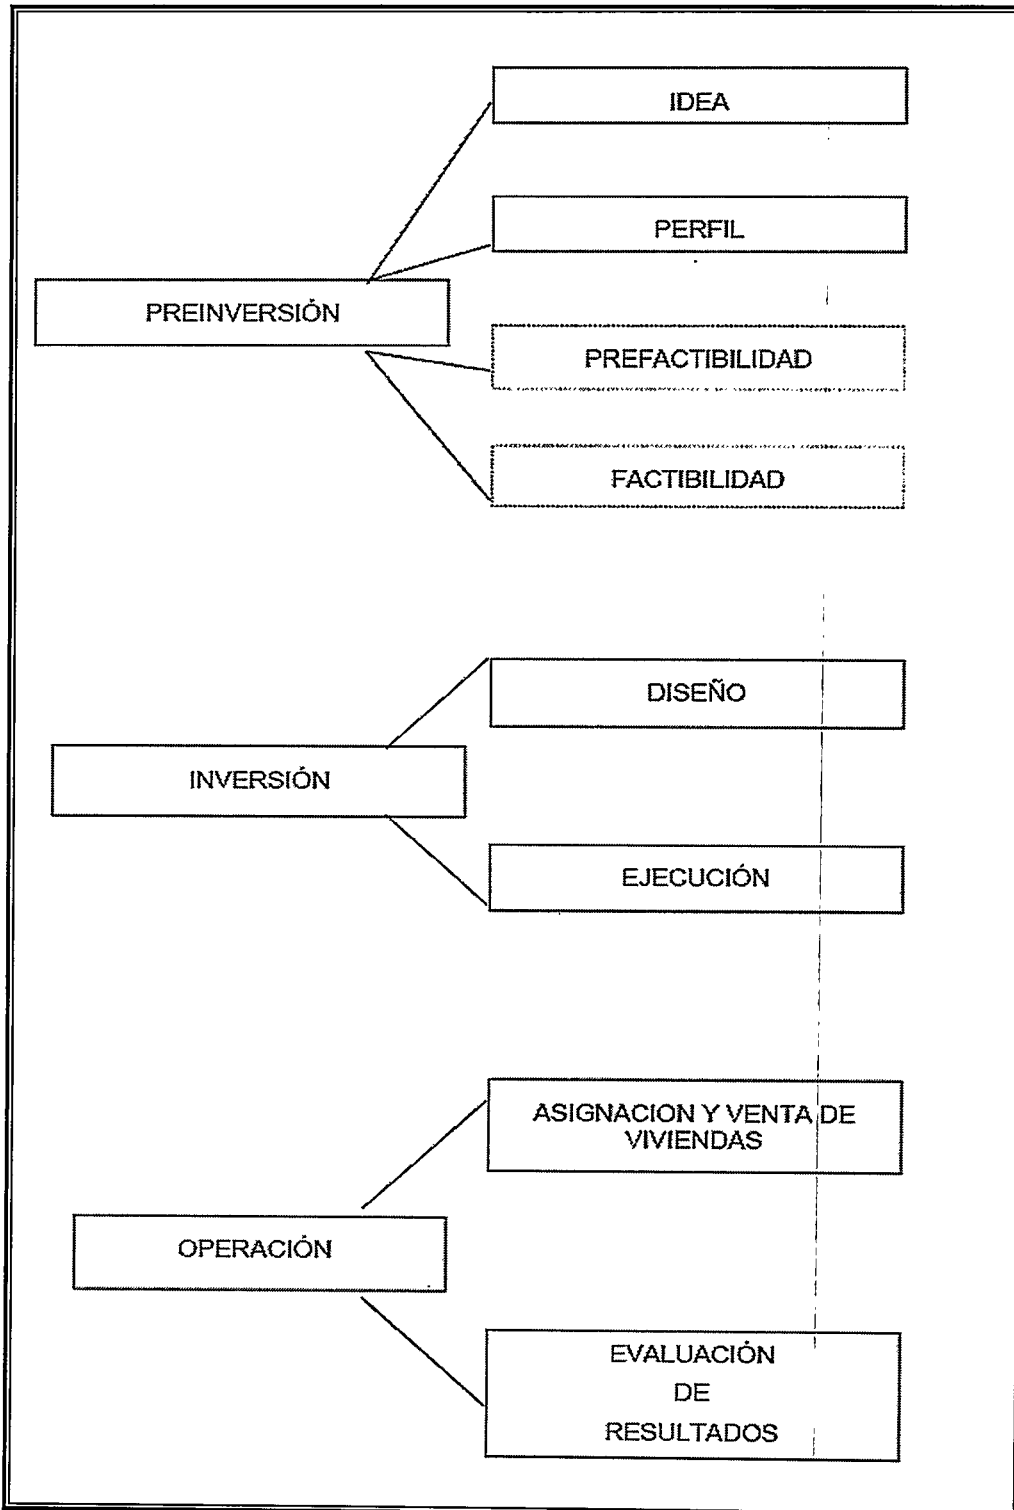 IDEA
PERFIL
PREINVERSIÓN
PREFACTIBILIDAD
FACTIBILIDAD
DISEÑO
INVERSIÓN
EJECUCIÓN
ASIGNACION Y VENTA DE
VIVIENDAS
OPERACIÓN
EVALUACIÓN
DE
RESULTADOS